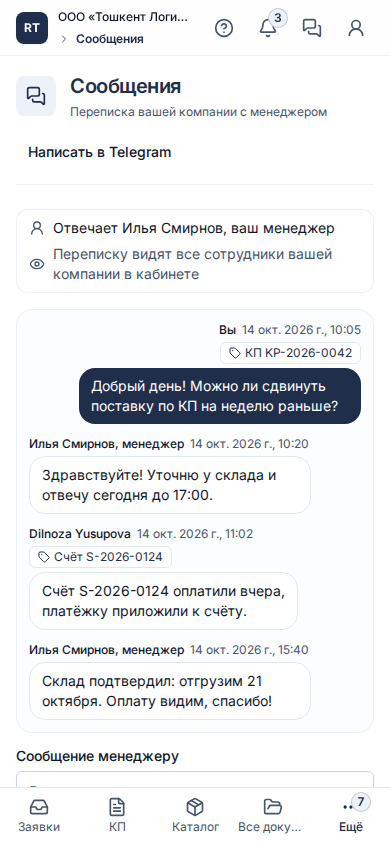 RT
ООО «Тошкент Логи...
Сообщения
3
Сообщения
Переписка вашей компании с менеджером
Написать в Telegram
Отвечает Илья Смирнов, ваш менеджер
Переписку видят все сотрудники вашей
компании в кабинете
Вы 14 окт. 2026 г., 10:05
КП КР-2026-0042
Добрый день! Можно ли сдвинуть
поставку по КП на неделю раньше?
Илья Смирнов, менеджер 14 окт. 2026 г., 10:20
Здравствуйте! Уточню у склада и
отвечу сегодня до 17:00.
Dilnoza Yusupova 14 окт. 2026 г., 11:02
Счёт S-2026-0124
Счёт S-2026-0124 оплатили вчера,
платёжку приложили к счёту.
Илья Смирнов, менеджер 14 окт. 2026 г., 15:40
Склад подтвердил: отгрузим 21
октября. Оплату видим, спасибо!
Сообщение менеджеру
7
Заявки
КП
Каталог
Все доку...
Ещё